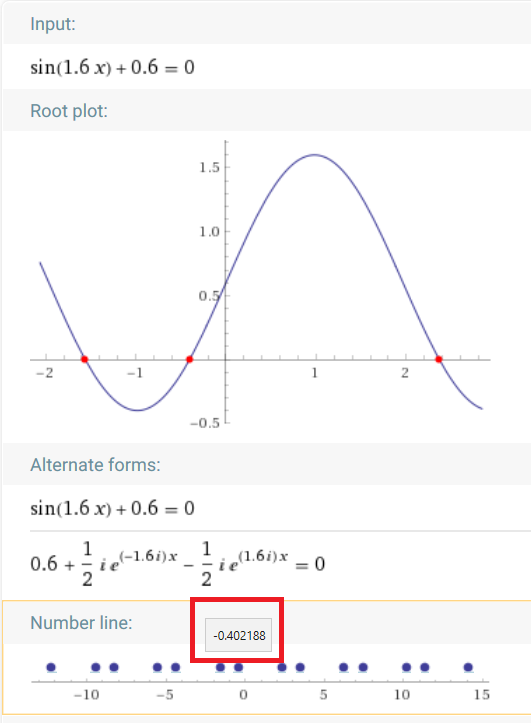 Input:
sin(1.6 x) + 0.6 = 0
Root plot:
1.5
1.0
0.5
-2 -1 1 2
-0.5
Alternate forms:
sin(1.6 x) + 0.6 = 0
0.6 + 1/2 i e^(-1.6 i) x - 1/2 i e^(1.6 i) x = 0
Number line:
-0.402188
-10 -5 0 5 10 15